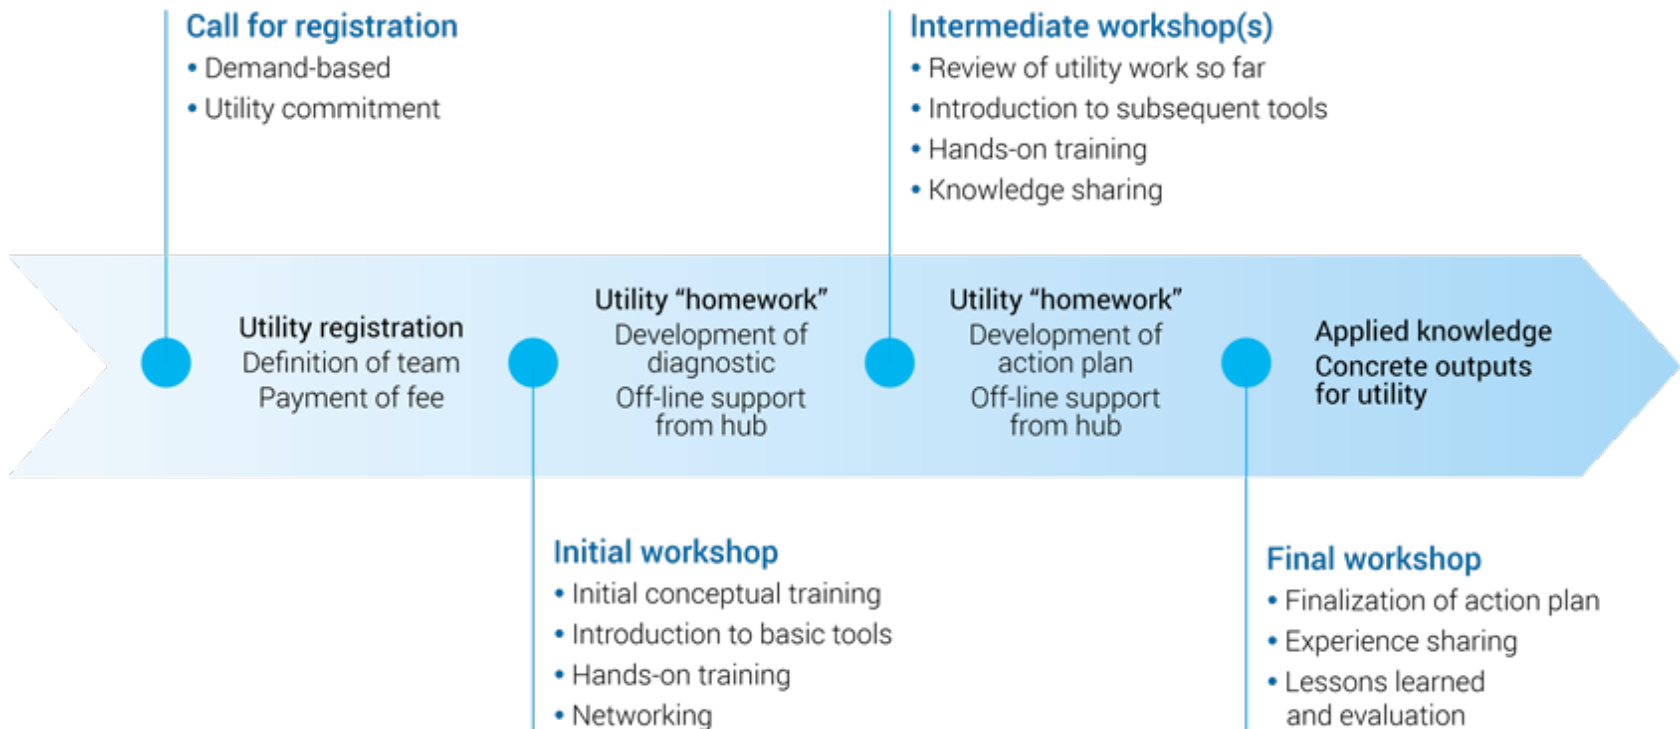 Call for registration
• Demand-based
• Utility commitment
Intermediate workshop(s)
• Review of utility work so far
• Introduction to subsequent tools
• Hands-on training
• Knowledge sharing
Utility registration
Definition of team
Payment of fee
Utility “homework”
Development of
diagnostic
Off-line support
from hub
Utility “homework”
Development of
action plan
Off-line support
from hub
Applied knowledge
Concrete outputs
for utility
Initial workshop
• Initial conceptual training
• Introduction to basic tools
• Hands-on training
• Networking
Final workshop
• Finalization of action plan
• Experience sharing
• Lessons learned
and evaluation